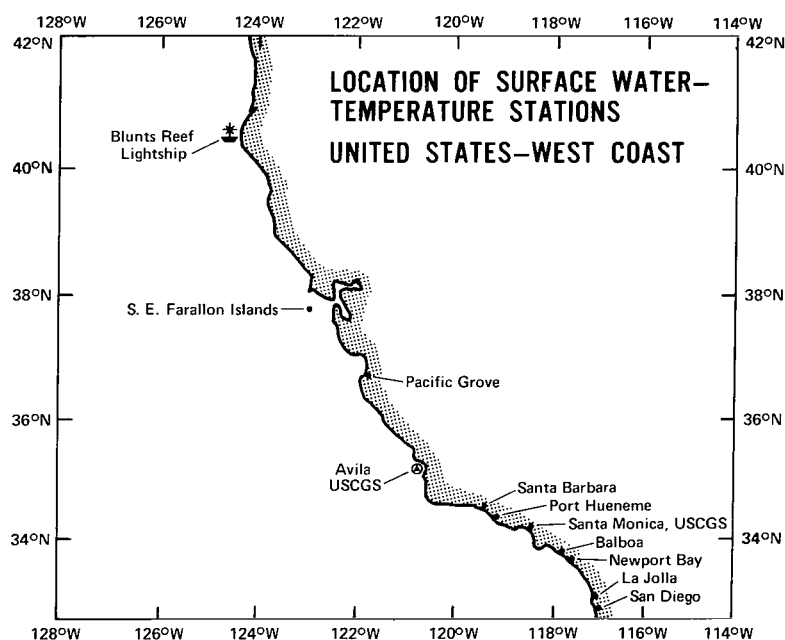 128°W 126°W 124°W 122°W 120°W 118°W 116°W 114°W
42°N 42°N
LOCATION OF SURFACE WATER–
TEMPERATURE STATIONS
UNITED STATES–WEST COAST
Blunts Reef
Lightship
40°N 40°N
38°N 38°N
S. E. Farallon Islands
Pacific Grove
36°N 36°N
Avila
USCGS
Santa Barbara
Port Hueneme
Santa Monica, USCGS
34°N 34°N
Balboa
Newport Bay
La Jolla
San Diego
128°W 126°W 124°W 122°W 120°W 118°W 116°W 114°W